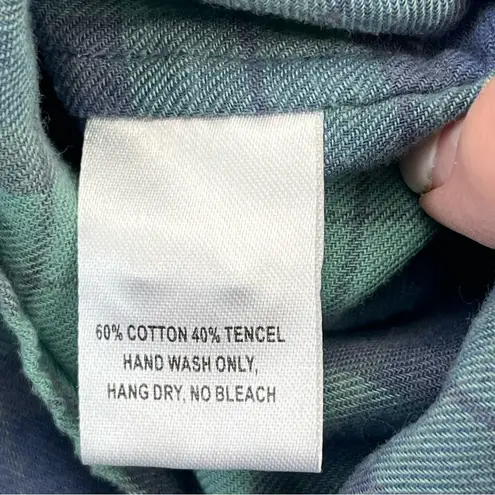 60% COTTON 40% TENCEL
HAND WASH ONLY,
HANG DRY, NO BLEACH